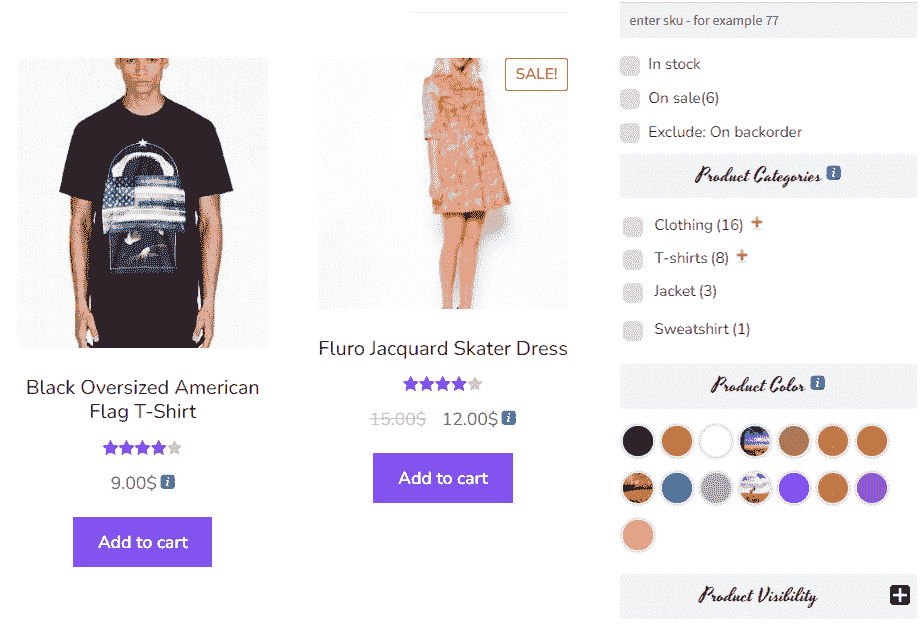 SALE!
Black Oversized American
Flag T-Shirt
9.00$ i
Add to cart
Fluro Jacquard Skater Dress
15.00$ 12.00$ i
Add to cart
enter sku - for example 77
In stock
On sale(6)
Exclude: On backorder
Product Categories i
Clothing (16) +
T-shirts (8) +
Jacket (3)
Sweatshirt (1)
Product Color i
Product Visibility +